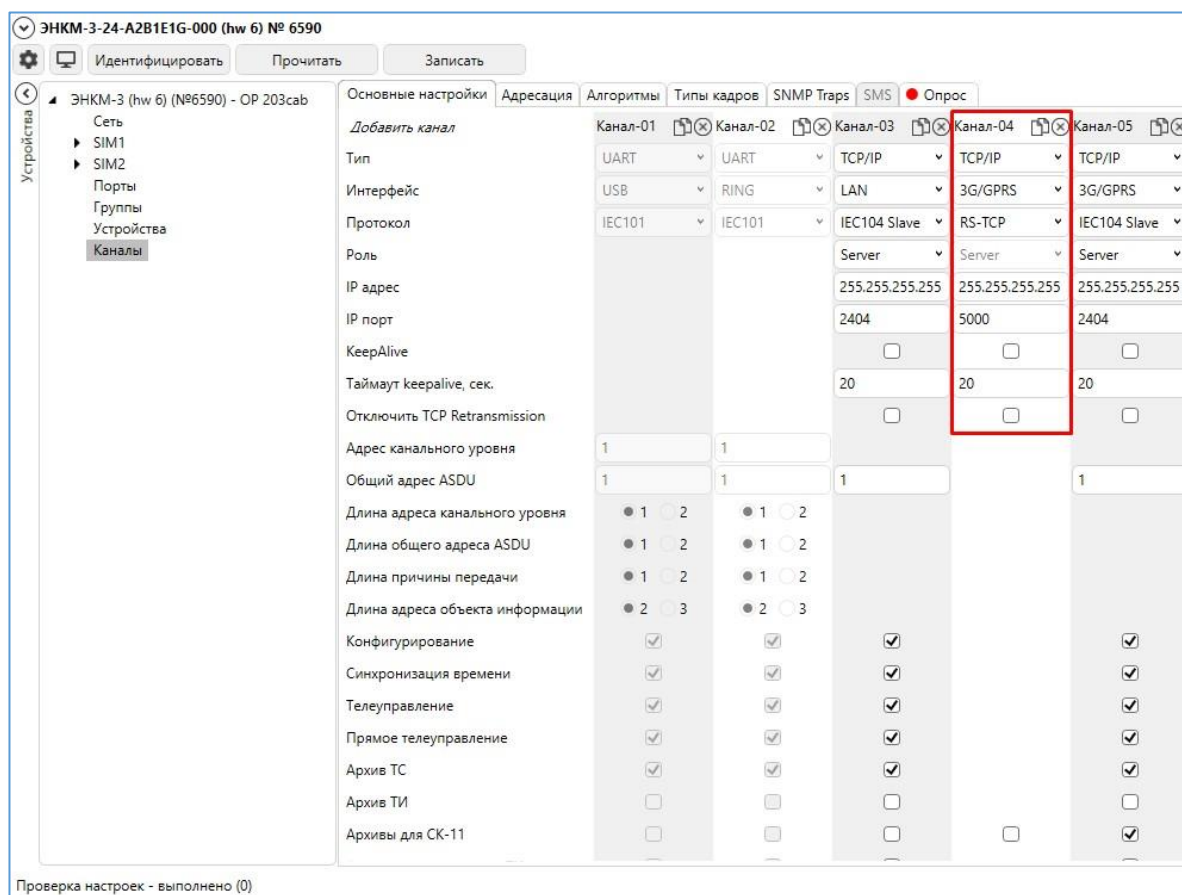 ЭНКМ-3-24-A2B1E1G-000 (hw 6) № 6590
Идентифицировать Прочитать Записать
Устройства
ЭНКМ-3 (hw 6) (№6590) - OP 203cab
Сеть
SIM1
SIM2
Порты
Группы
Устройства
Каналы
Основные настройки Адресация Алгоритмы Типы кадров SNMP Traps SMS Опрос
Добавить канал Канал-01 Канал-02 Канал-03 Канал-04 Канал-05
Тип UART UART TCP/IP TCP/IP TCP/IP
Интерфейс USB RING LAN 3G/GPRS 3G/GPRS
Протокол IEC101 IEC101 IEC104 Slave RS-TCP IEC104 Slave
Роль Server Server Server
IP адрес 255.255.255.255 255.255.255.255 255.255.255.255
IP порт 2404 5000 2404
KeepAlive
Таймаут keepalive, сек. 20 20 20
Отключить TCP Retransmission
Адрес канального уровня 1 1
Общий адрес ASDU 1 1 1 1
Длина адреса канального уровня 1 2 1 2
Длина общего адреса ASDU 1 2 1 2
Длина причины передачи 1 2 1 2
Длина адреса объекта информации 2 3 2 3
Конфигурирование
Синхронизация времени
Телеуправление
Прямое телеуправление
Архив ТС
Архив ТИ
Архивы для СК-11
Проверка настроек - выполнено (0)